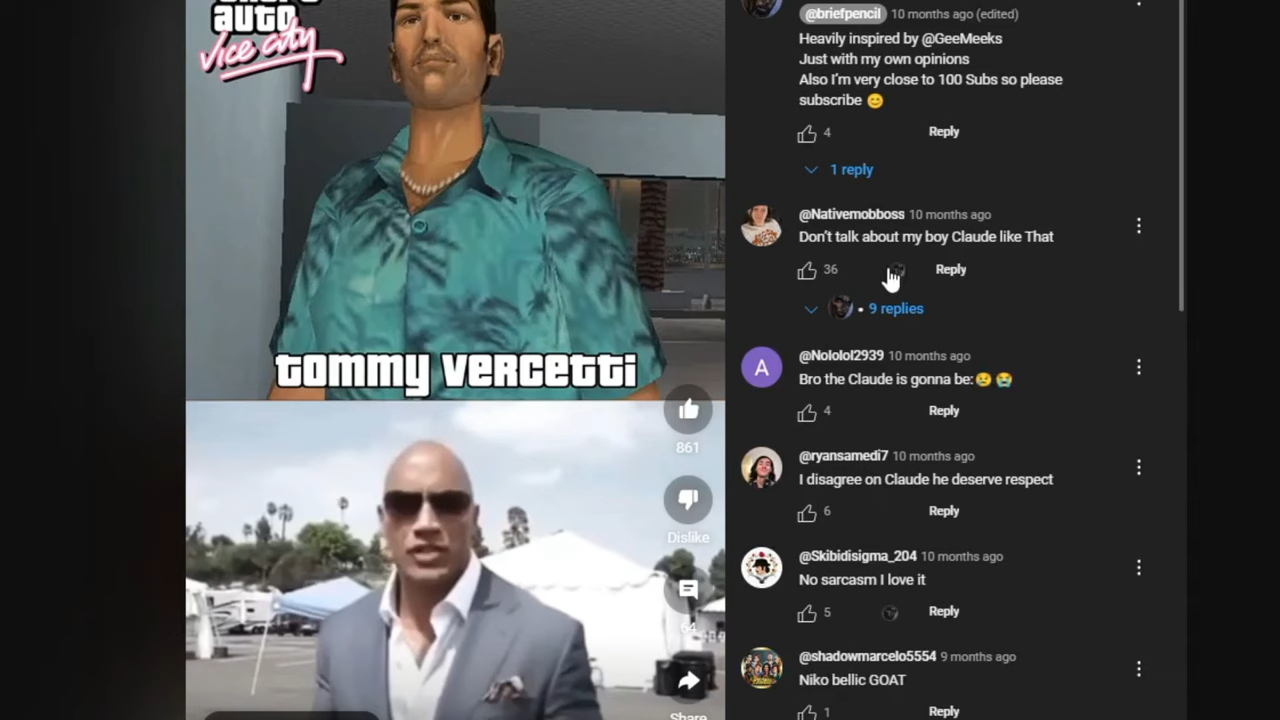 auto
vice city
tommy vercetti
861
Dislike
64
Share
@briefpencil 10 months ago (edited)
Heavily inspired by @GeeMeeks
Just with my own opinions
Also I'm very close to 100 Subs so please
subscribe 😊
4 Reply
1 reply
@Nativemobboss 10 months ago
Don't talk about my boy Claude like That
36 Reply
• 9 replies
A
@Nololol2939 10 months ago
Bro the Claude is gonna be:😢😭
4 Reply
@ryansamedi7 10 months ago
I disagree on Claude he deserve respect
6 Reply
@Skibidisigma_204 10 months ago
No sarcasm I love it
5 Reply
@shadowmarcelo5554 9 months ago
Niko bellic GOAT
1 Reply